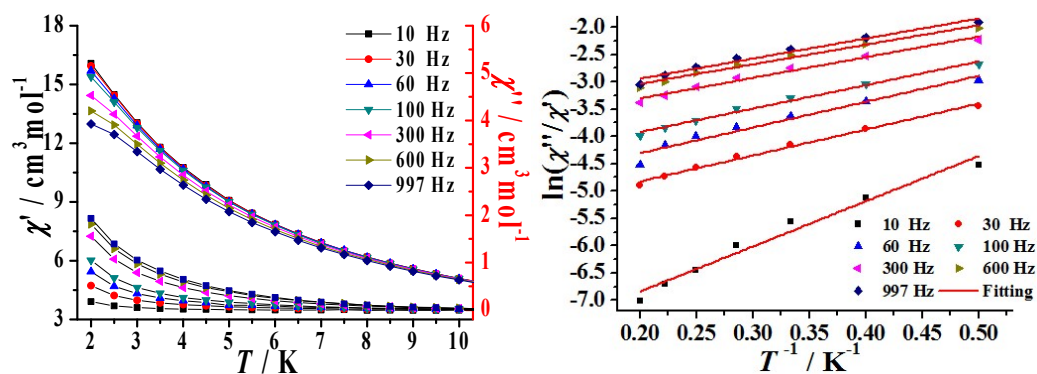 18
15
12
9
6
3
χ' / cm³ mol⁻¹
2 3 4 5 6 7 8 9 10
T / K
10 Hz
30 Hz
60 Hz
100 Hz
300 Hz
600 Hz
997 Hz
6
5
4
3
2
1
0
χ'' / cm³ mol⁻¹
-2.0
-2.5
-3.0
-3.5
-4.0
-4.5
-5.0
-5.5
-6.0
-6.5
-7.0
ln(χ''/χ')
10 Hz 30 Hz
60 Hz 100 Hz
300 Hz 600 Hz
997 Hz Fitting
0.20 0.25 0.30 0.35 0.40 0.45 0.50
T⁻¹ / K⁻¹